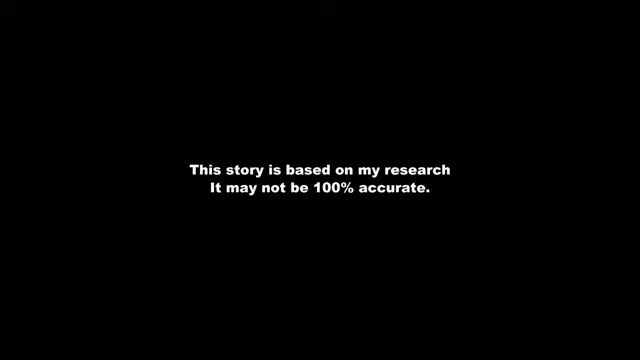 This story is based on my research
It may not be 100% accurate.